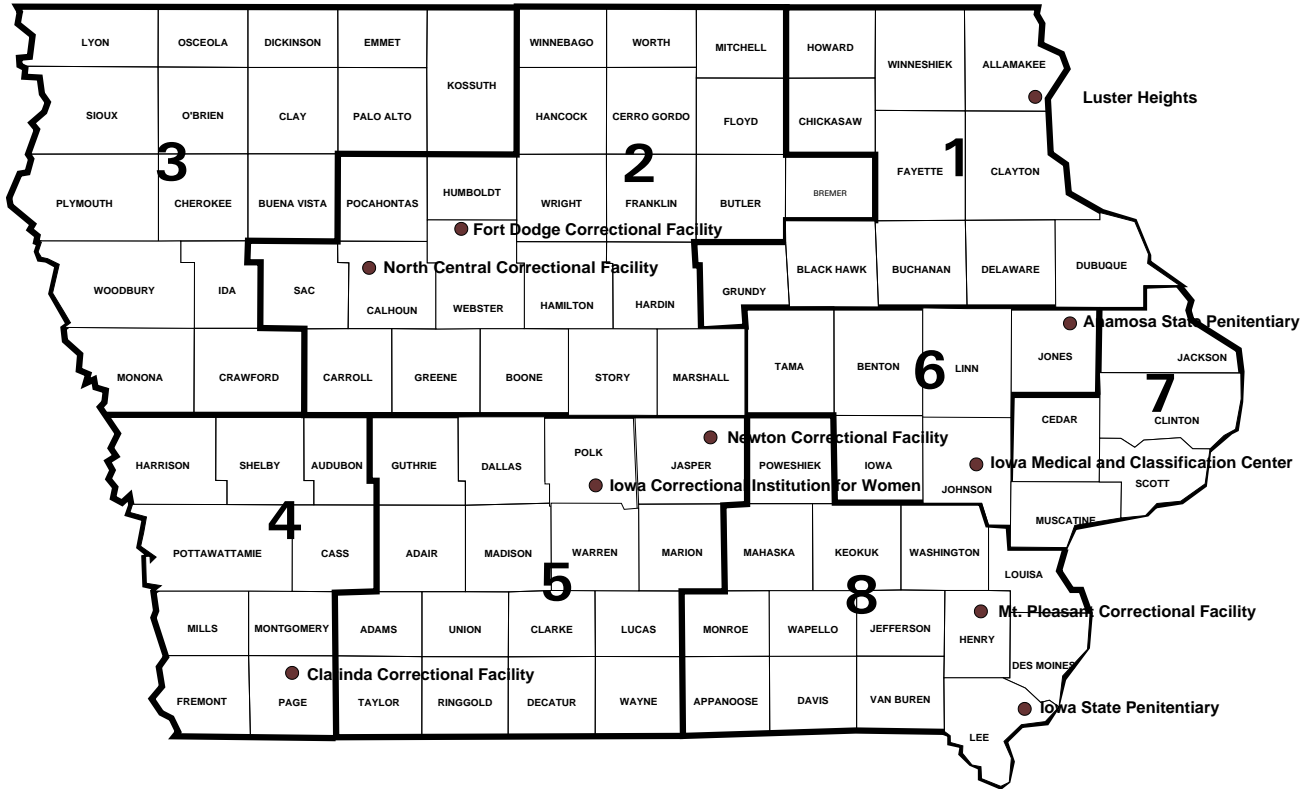 LYON OSCEOLA DICKINSON EMMET WINNEBAGO WORTH MITCHELL HOWARD
WINNESHIEK ALLAMAKEE
KOSSUTH
Luster Heights
SIOUX O'BRIEN CLAY PALO ALTO HANCOCK CERRO GORDO FLOYD CHICKASAW
3 2 1
FAYETTE CLAYTON
HUMBOLDT BREMER
PLYMOUTH CHEROKEE BUENA VISTA POCAHONTAS WRIGHT FRANKLIN BUTLER
Fort Dodge Correctional Facility
North Central Correctional Facility
BLACK HAWK BUCHANAN DELAWARE DUBUQUE
WOODBURY IDA SAC GRUNDY
CALHOUN WEBSTER HAMILTON HARDIN
Anamosa State Penitentiary
JONES JACKSON
MONONA CRAWFORD CARROLL GREENE BOONE STORY MARSHALL TAMA BENTON 6 LINN
7
CEDAR CLINTON
Newton Correctional Facility
POLK
HARRISON SHELBY AUDUBON GUTHRIE DALLAS JASPER POWESHIEK IOWA
Iowa Medical and Classification Center
Iowa Correctional Institution for Women
JOHNSON SCOTT
4
MUSCATINE
POTTAWATTAMIE CASS ADAIR MADISON WARREN MARION MAHASKA KEOKUK WASHINGTON
LOUISA
5 8
Mt. Pleasant Correctional Facility
MILLS MONTGOMERY ADAMS UNION CLARKE LUCAS MONROE WAPELLO JEFFERSON
HENRY
DES MOINES
Clarinda Correctional Facility
FREMONT PAGE TAYLOR RINGGOLD DECATUR WAYNE APPANOOSE DAVIS VAN BUREN
Iowa State Penitentiary
LEE